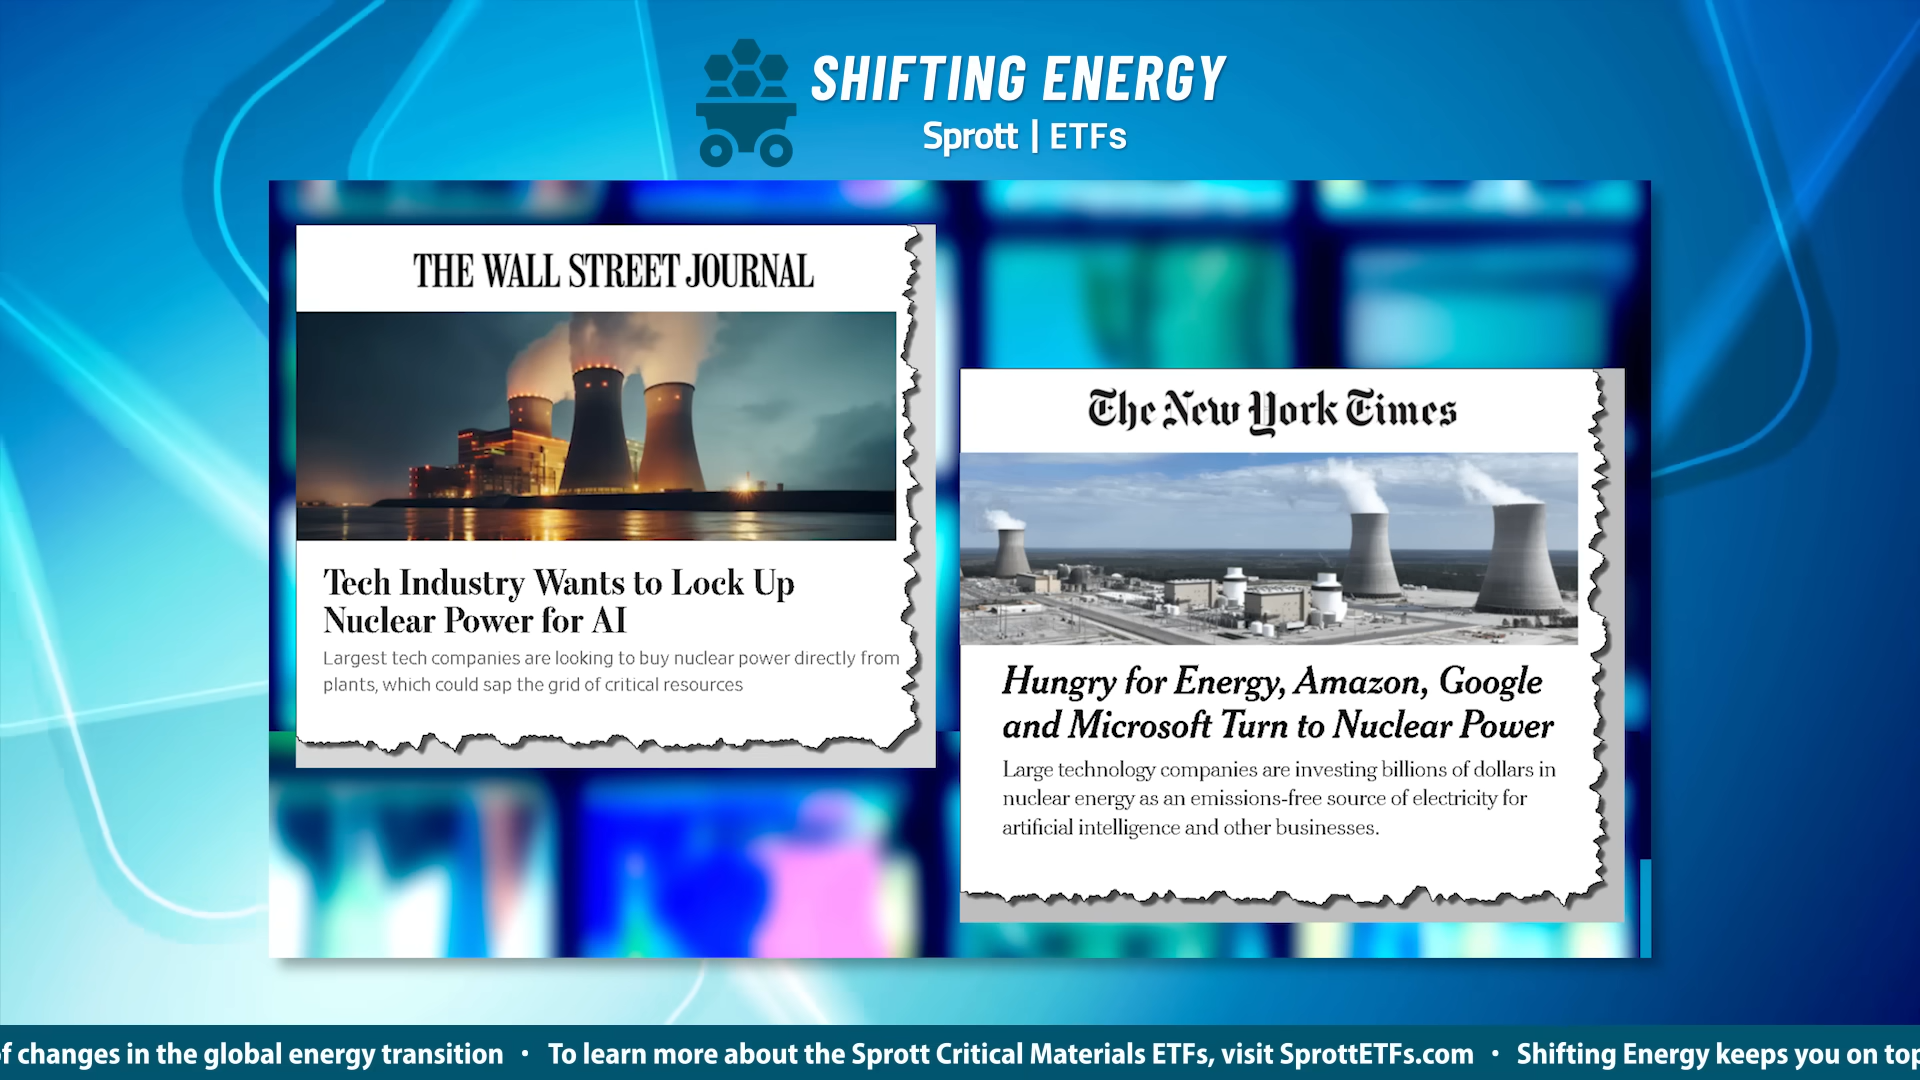 SHIFTING ENERGY
Sprott | ETFs
THE WALL STREET JOURNAL
Tech Industry Wants to Lock Up
Nuclear Power for AI
Largest tech companies are looking to buy nuclear power directly from
plants, which could sap the grid of critical resources
The New York Times
Hungry for Energy, Amazon, Google
and Microsoft Turn to Nuclear Power
Large technology companies are investing billions of dollars in
nuclear energy as an emissions-free source of electricity for
artificial intelligence and other businesses.
of changes in the global energy transition • To learn more about the Sprott Critical Materials ETFs, visit SprottETFs.com • Shifting Energy keeps you on top